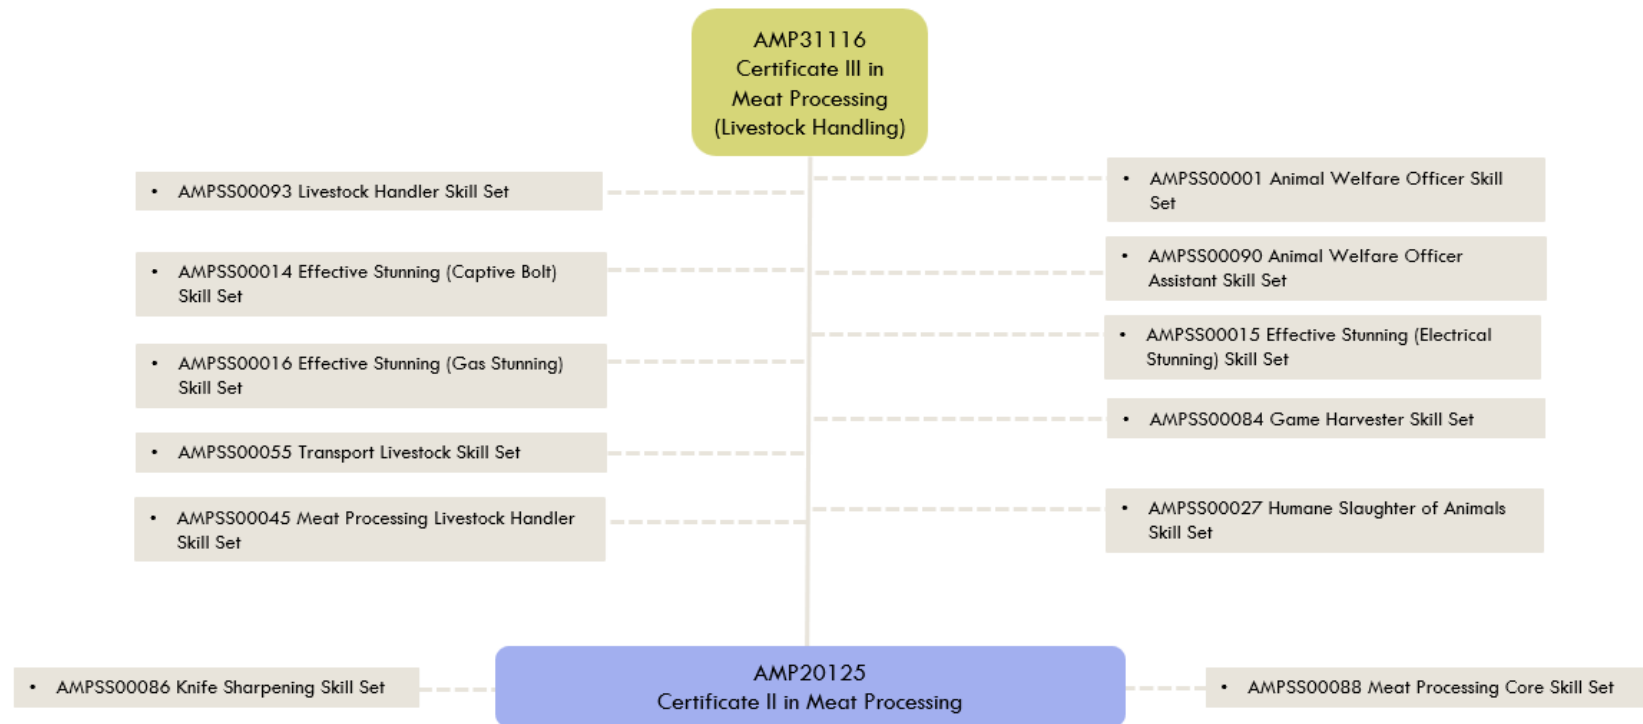 AMP31116
Certificate III in
Meat Processing
(Livestock Handling)
• AMPSS00093 Livestock Handler Skill Set
• AMPSS00001 Animal Welfare Officer Skill
Set
• AMPSS00014 Effective Stunning (Captive Bolt)
Skill Set
• AMPSS00090 Animal Welfare Officer
Assistant Skill Set
• AMPSS00016 Effective Stunning (Gas Stunning)
Skill Set
• AMPSS00015 Effective Stunning (Electrical
Stunning) Skill Set
• AMPSS00055 Transport Livestock Skill Set
• AMPSS00084 Game Harvester Skill Set
• AMPSS00045 Meat Processing Livestock Handler
Skill Set
• AMPSS00027 Humane Slaughter of Animals
Skill Set
• AMPSS00086 Knife Sharpening Skill Set
AMP20125
Certificate II in Meat Processing
• AMPSS00088 Meat Processing Core Skill Set